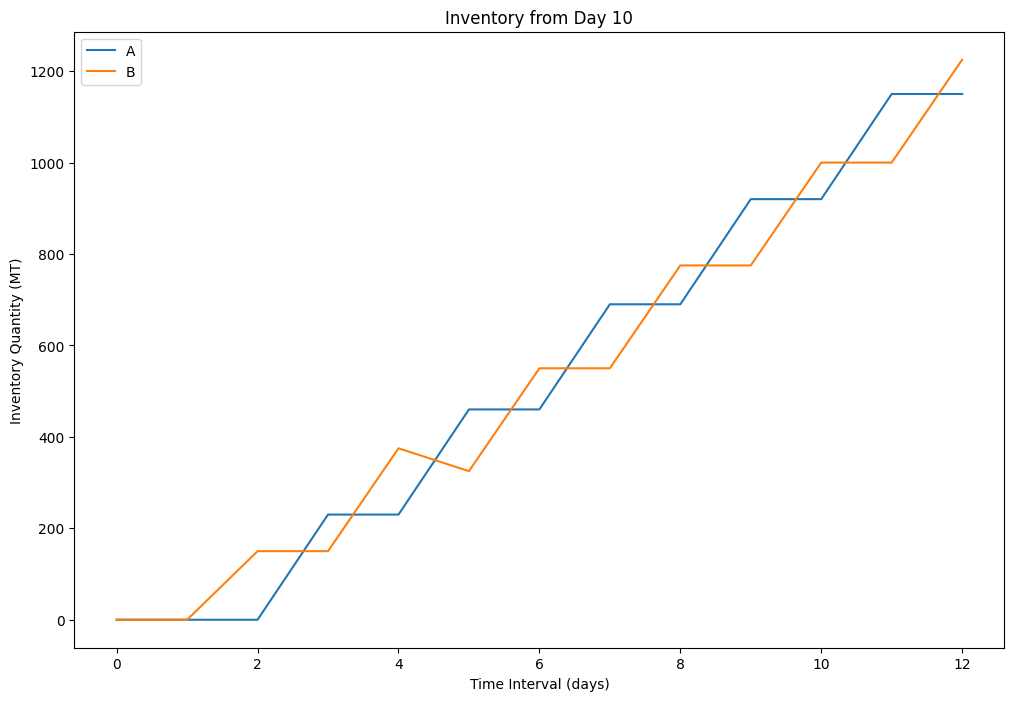 Inventory from Day 10
A
B
Inventory Quantity (MT)
1200
1000
800
600
400
200
0
0 2 4 6 8 10 12
Time Interval (days)